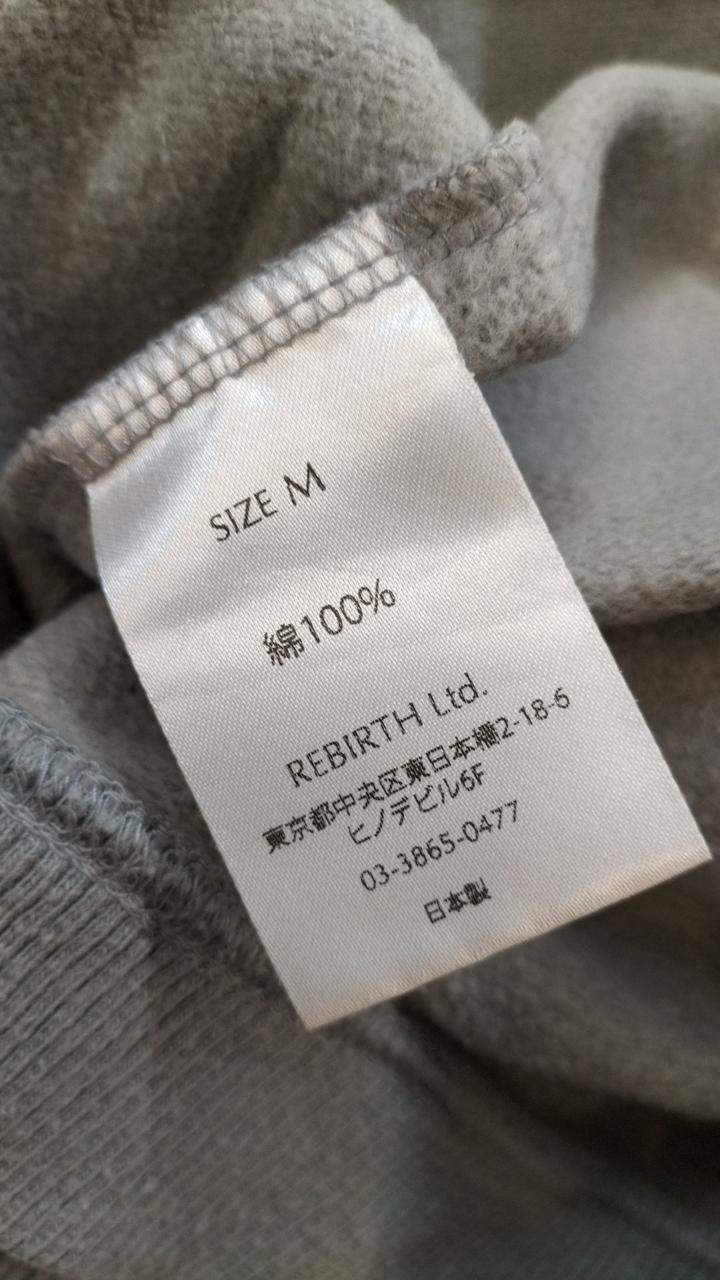 SIZE M
綿100%
REBIRTH Ltd.
東京都中央区東日本橋2-18-6
ヒノデビル6F
03-3865-0477
日本製